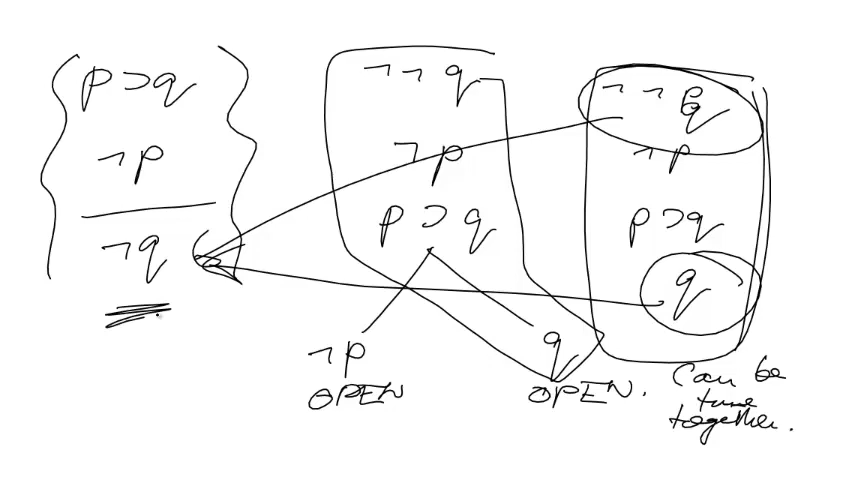 p ⊃ q
¬p
¬q
¬¬q
¬p
p ⊃ q
¬p
OPEN
q
OPEN.
¬¬q
¬p
p ⊃ q
q
Can be
true
together.